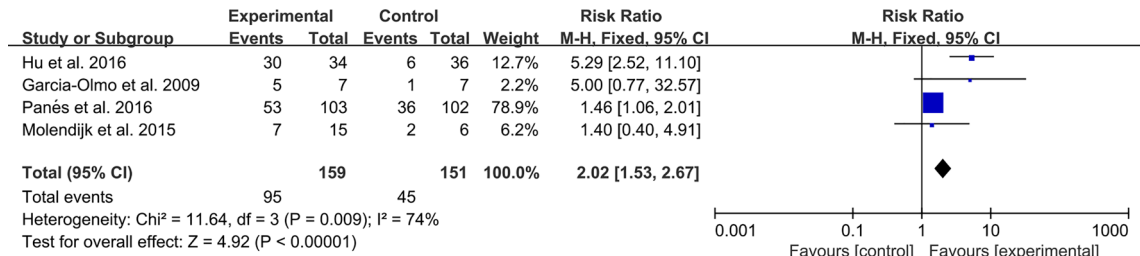 Experimental Control Risk Ratio Risk Ratio
Study or Subgroup Events Total Events Total Weight M-H, Fixed, 95% CI M-H, Fixed, 95% CI
Hu et al. 2016 30 34 6 36 12.7% 5.29 [2.52, 11.10]
Garcia-Olmo et al. 2009 5 7 1 7 2.2% 5.00 [0.77, 32.57]
Panés et al. 2016 53 103 36 102 78.9% 1.46 [1.06, 2.01]
Molendijk et al. 2015 7 15 2 6 6.2% 1.40 [0.40, 4.91]
Total (95% CI) 159 151 100.0% 2.02 [1.53, 2.67]
Total events 95 45
Heterogeneity: Chi² = 11.64, df = 3 (P = 0.009); I² = 74%
Test for overall effect: Z = 4.92 (P < 0.00001)
0.001 0.1 1 10 1000
Favours [control] Favours [experimental]